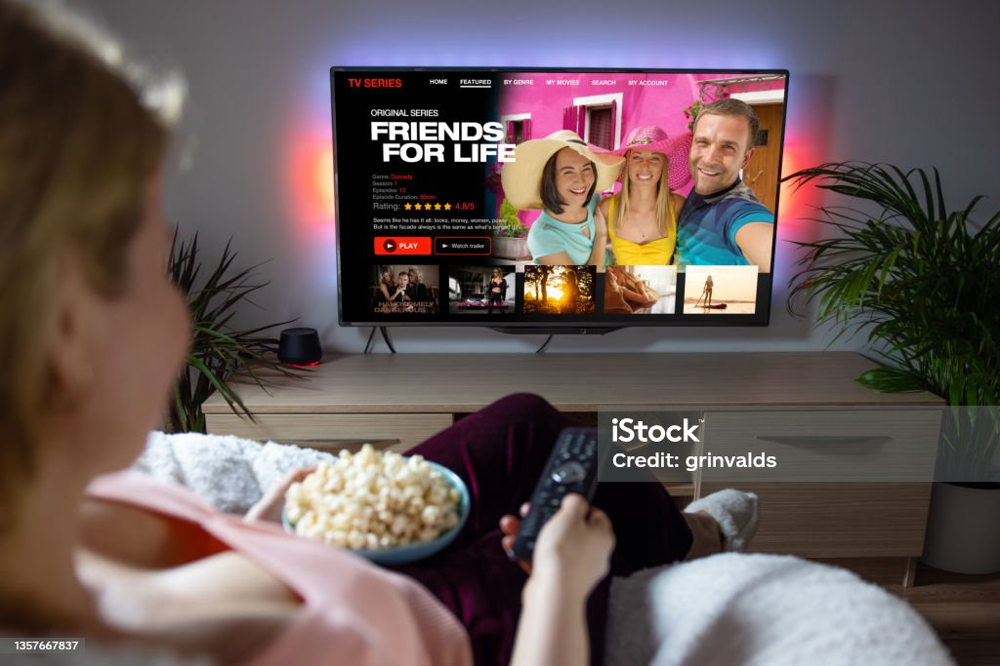 TV SERIES HOME FEATURED BY GENRE MY MOVIES SEARCH MY ACCOUNT
ORIGINAL SERIES
FRIENDS
FOR LIFE
Genre: Comedy
Season: 1
Episodes: 12
Episode Duration: 50mm
Rating: 4.8/5
Seems like he has it all: looks, money, women, power
But is the facade always is the same as what's behind it?
PLAY Watch trailer
HANDSOMELY
DANGEROUS
iStock™
Credit: grinvalds
1357667837